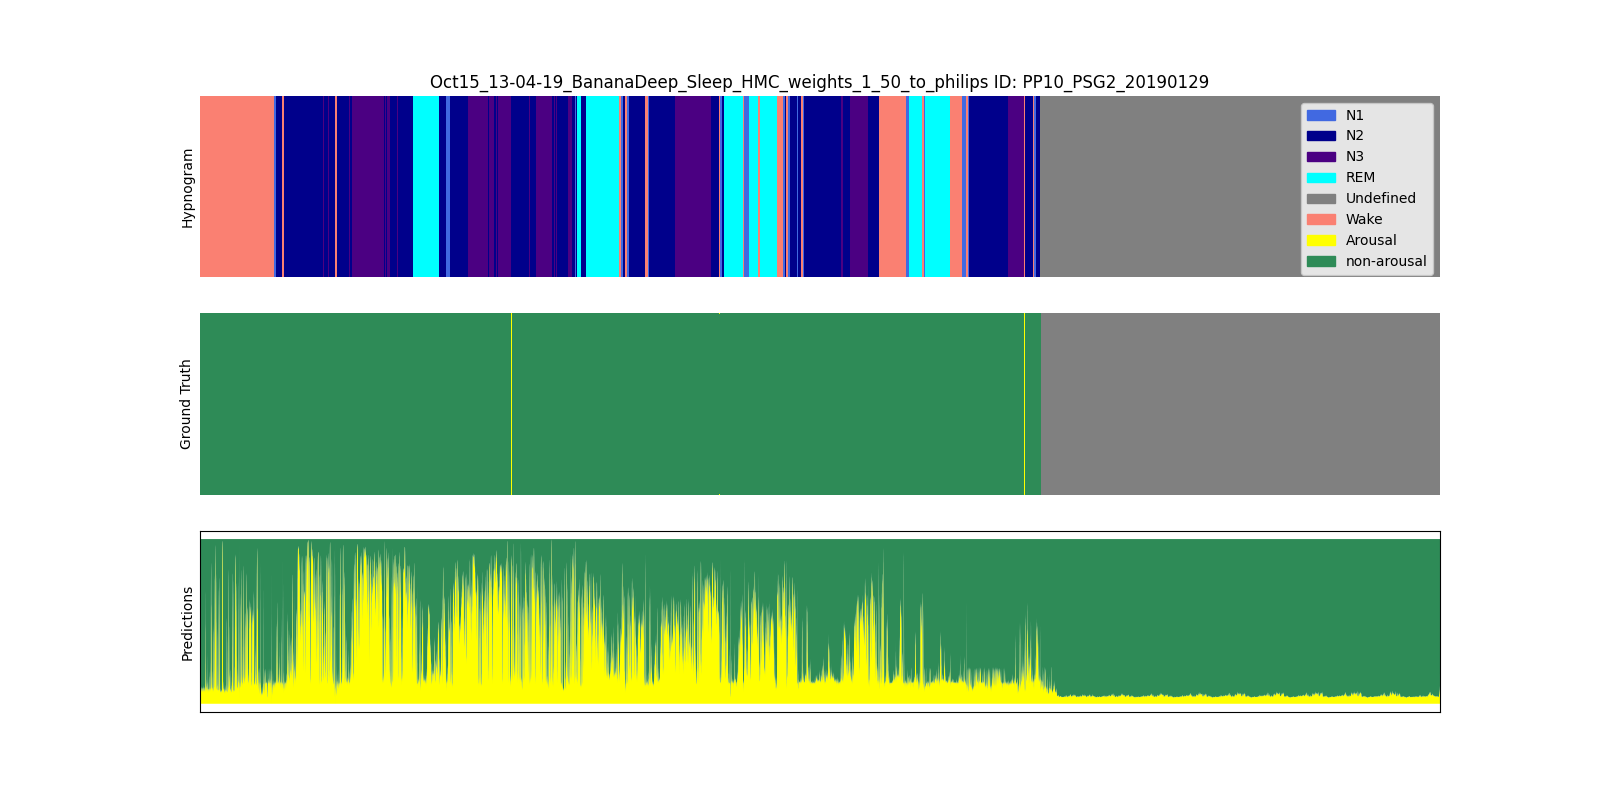 Oct15_13-04-19_BananaDeep_Sleep_HMC_weights_1_50_to_philips ID: PP10_PSG2_20190129
Hypnogram
N1
N2
N3
REM
Undefined
Wake
Arousal
non-arousal
Ground Truth
Predictions